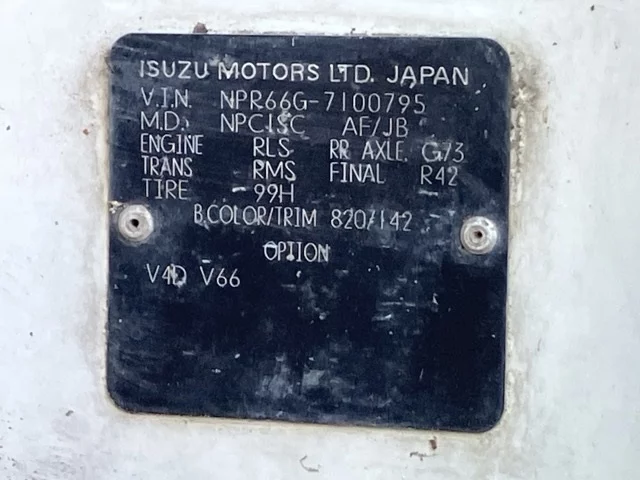 ISUZU MOTORS LTD. JAPAN
V.I.N. NPR66G-7100795
M.D. NPC1SC AF/JB
ENGINE RLS RR AXLE G73
TRANS RMS FINAL R42
TIRE 99H
B.COLOR/TRIM 820/142
OPTION
V4D V66